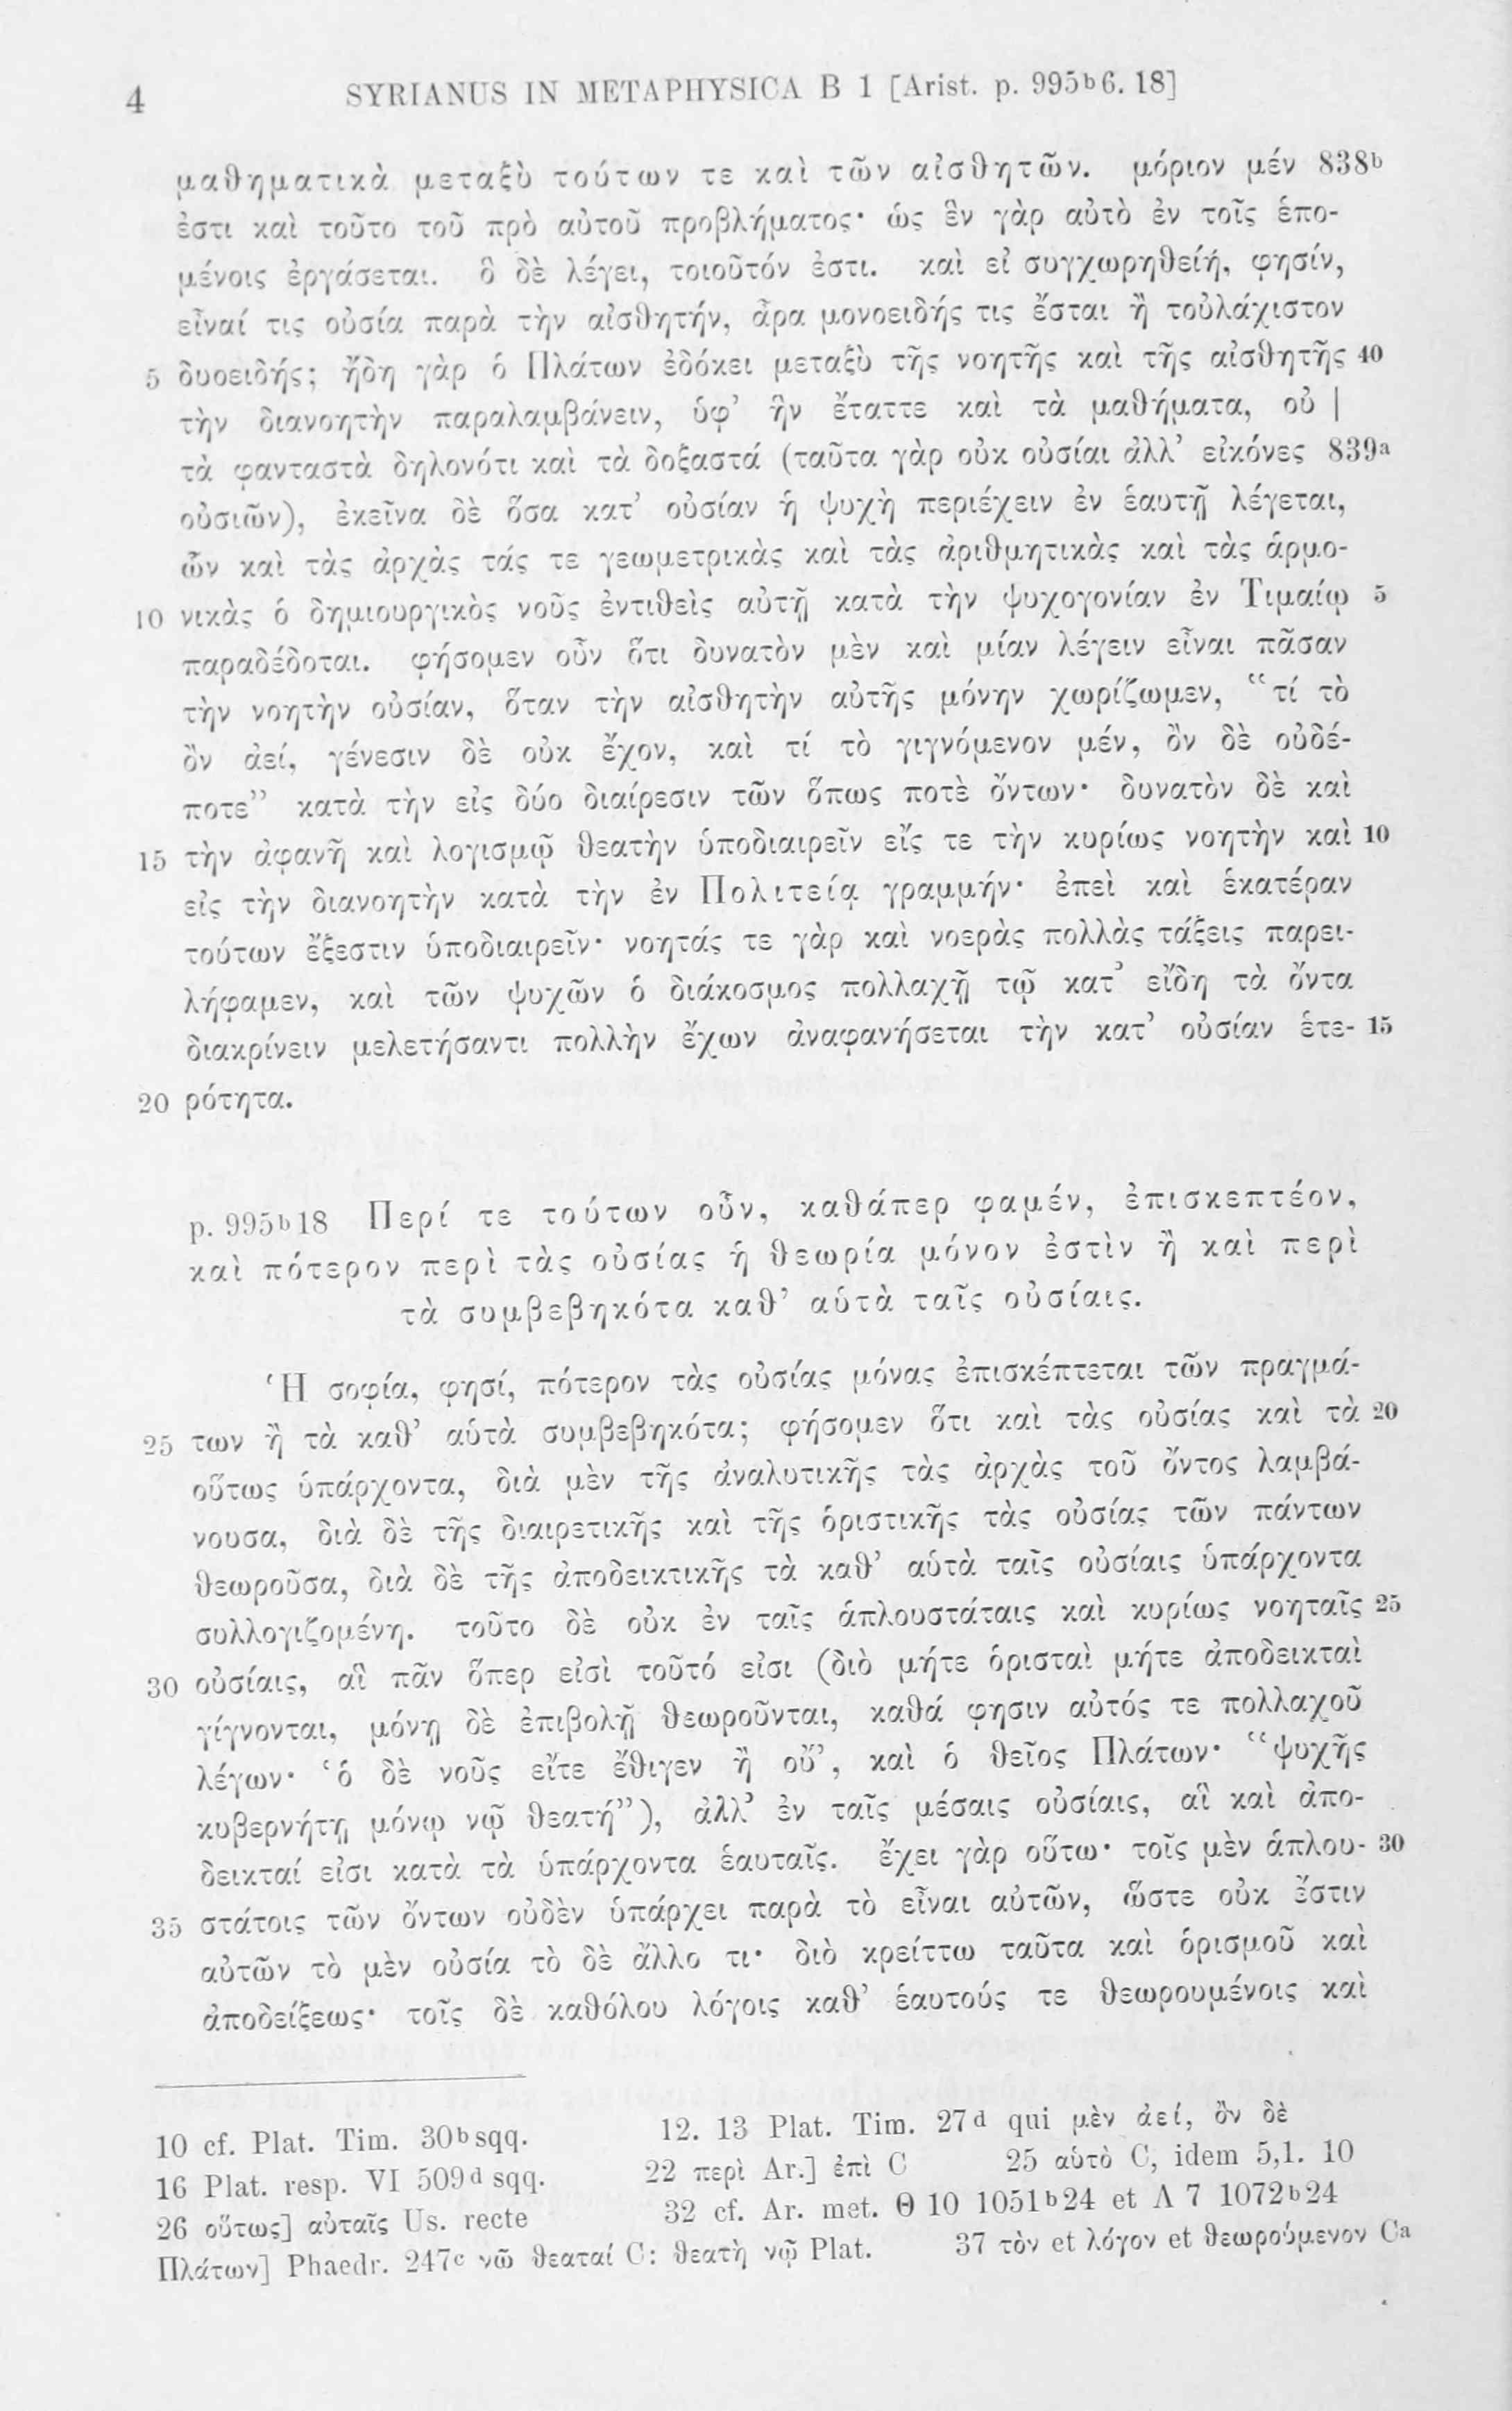 4 SYRIANUS IN METAPHYSICA B 1 [Arist. p. 995b6. 18]
μαθηματικὰ μεταξὺ τούτων τε καὶ τῶν αἰσθητῶν. μόριον μέν 838b
ἐστι καὶ τοῦτο τοῦ πρὸ αὐτοῦ προβλήματος· ὡς ἓν γὰρ αὐτὸ ἐν τοῖς ἑπο-
μένοις ἐργάσεται. ὃ δὲ λέγει, τοιοῦτόν ἐστι. καὶ εἰ συγχωρηθείη, φησίν,
εἶναί τις οὐσία παρὰ τὴν αἰσθητήν, ἆρα μονοειδής τις ἔσται ἢ τοὐλάχιστον
5 δυοειδής; ἤδη γὰρ ὁ Πλάτων ἐδόκει μεταξὺ τῆς νοητῆς καὶ τῆς αἰσθητῆς 40
τὴν διανοητὴν παραλαμβάνειν, ὑφ’ ἣν ἔταττε καὶ τὰ μαθήματα, οὐ |
τὰ φανταστὰ δηλονότι καὶ τὰ δοξαστά (ταῦτα γὰρ οὐκ οὐσίαι ἀλλ’ εἰκόνες 839a
οὐσιῶν), ἐκεῖνα δὲ ὅσα κατ’ οὐσίαν ἡ ψυχὴ περιέχειν ἐν ἑαυτῇ λέγεται,
ὧν καὶ τὰς ἀρχὰς τάς τε γεωμετρικὰς καὶ τὰς ἀριθμητικὰς καὶ τὰς ἁρμο-
10 νικὰς ὁ δημιουργικὸς νοῦς ἐντιθεὶς αὐτῇ κατὰ τὴν ψυχογονίαν ἐν Τιμαίῳ 5
παραδέδοται. φήσομεν οὖν ὅτι δυνατὸν μὲν καὶ μίαν λέγειν εἶναι πᾶσαν
τὴν νοητὴν οὐσίαν, ὅταν τὴν αἰσθητὴν αὐτῆς μόνην χωρίζωμεν, “τί τὸ
ὂν ἀεί, γένεσιν δὲ οὐκ ἔχον, καὶ τί τὸ γιγνόμενον μέν, ὂν δὲ οὐδέ-
ποτε” κατὰ τὴν εἰς δύο διαίρεσιν τῶν ὅπως ποτὲ ὄντων· δυνατὸν δὲ καὶ
15 τὴν ἀφανῆ καὶ λογισμῷ θεατὴν ὑποδιαιρεῖν εἴς τε τὴν κυρίως νοητὴν καὶ 10
εἰς τὴν διανοητὴν κατὰ τὴν ἐν Πολιτείᾳ γραμμήν· ἐπεὶ καὶ ἑκατέραν
τούτων ἔξεστιν ὑποδιαιρεῖν· νοητάς τε γὰρ καὶ νοερὰς πολλὰς τάξεις παρει-
λήφαμεν, καὶ τῶν ψυχῶν ὁ διάκοσμος πολλαχῇ τῷ κατ’ εἴδη τὰ ὄντα
διακρίνειν μελετήσαντι πολλὴν ἔχων ἀναφανήσεται τὴν κατ’ οὐσίαν ἑτε- 15
20 ρότητα.
p. 995b18 Περί τε τούτων οὖν, καθάπερ φαμέν, ἐπισκεπτέον,
καὶ πότερον περὶ τὰς οὐσίας ἡ θεωρία μόνον ἐστὶν ἢ καὶ περὶ
τὰ συμβεβηκότα καθ’ αὑτὰ ταῖς οὐσίαις.
Ἡ σοφία, φησί, πότερον τὰς οὐσίας μόνας ἐπισκέπτεται τῶν πραγμά-
25 των ἢ τὰ καθ’ αὑτὰ συμβεβηκότα; φήσομεν ὅτι καὶ τὰς οὐσίας καὶ τὰ 20
οὕτως ὑπάρχοντα, διὰ μὲν τῆς ἀναλυτικῆς τὰς ἀρχὰς τοῦ ὄντος λαμβά-
νουσα, διὰ δὲ τῆς διαιρετικῆς καὶ τῆς ὁριστικῆς τὰς οὐσίας τῶν πάντων
θεωροῦσα, διὰ δὲ τῆς ἀποδεικτικῆς τὰ καθ’ αὑτὰ ταῖς οὐσίαις ὑπάρχοντα
συλλογιζομένη. τοῦτο δὲ οὐκ ἐν ταῖς ἁπλουστάταις καὶ κυρίως νοηταῖς 25
30 οὐσίαις, αἳ πᾶν ὅπερ εἰσὶ τοῦτό εἰσι (διὸ μήτε ὁρισταὶ μήτε ἀποδεικταὶ
γίγνονται, μόνῃ δὲ ἐπιβολῇ θεωροῦνται, καθά φησιν αὐτός τε πολλαχοῦ
λέγων· ‘ὁ δὲ νοῦς εἴτε ἔθιγεν ἢ οὔ’, καὶ ὁ θεῖος Πλάτων· “ψυχῆς
κυβερνήτῃ μόνῳ νῷ θεατή”), ἀλλ’ ἐν ταῖς μέσαις οὐσίαις, αἳ καὶ ἀπο-
δεικταί εἰσι κατὰ τὰ ὑπάρχοντα ἑαυταῖς. ἔχει γὰρ οὕτω· τοῖς μὲν ἁπλου- 30
35 στάτοις τῶν ὄντων οὐδὲν ὑπάρχει παρὰ τὸ εἶναι αὐτῶν, ὥστε οὐκ ἔστιν
αὐτῶν τὸ μὲν οὐσία τὸ δὲ ἄλλο τι· διὸ κρείττω ταῦτα καὶ ὁρισμοῦ καὶ
ἀποδείξεως· τοῖς δὲ καθόλου λόγοις καθ’ ἑαυτούς τε θεωρουμένοις καὶ
10 cf. Plat. Tim. 30b sqq. 12. 13 Plat. Tim. 27d qui μὲν ἀεί, ὂν δὲ
16 Plat. resp. VI 509d sqq. 22 περὶ Ar.] ἐπὶ C 25 αὑτὸ C, idem 5,1. 10
26 οὕτως] αὐταῖς Us. recte 32 cf. Ar. met. Θ 10 1051b24 et Λ 7 1072b24
Πλάτων] Phaedr. 247c νῶ θεαταί C: θεατὴ νῷ Plat. 37 τὸν et λόγον et θεωρούμενον Ca